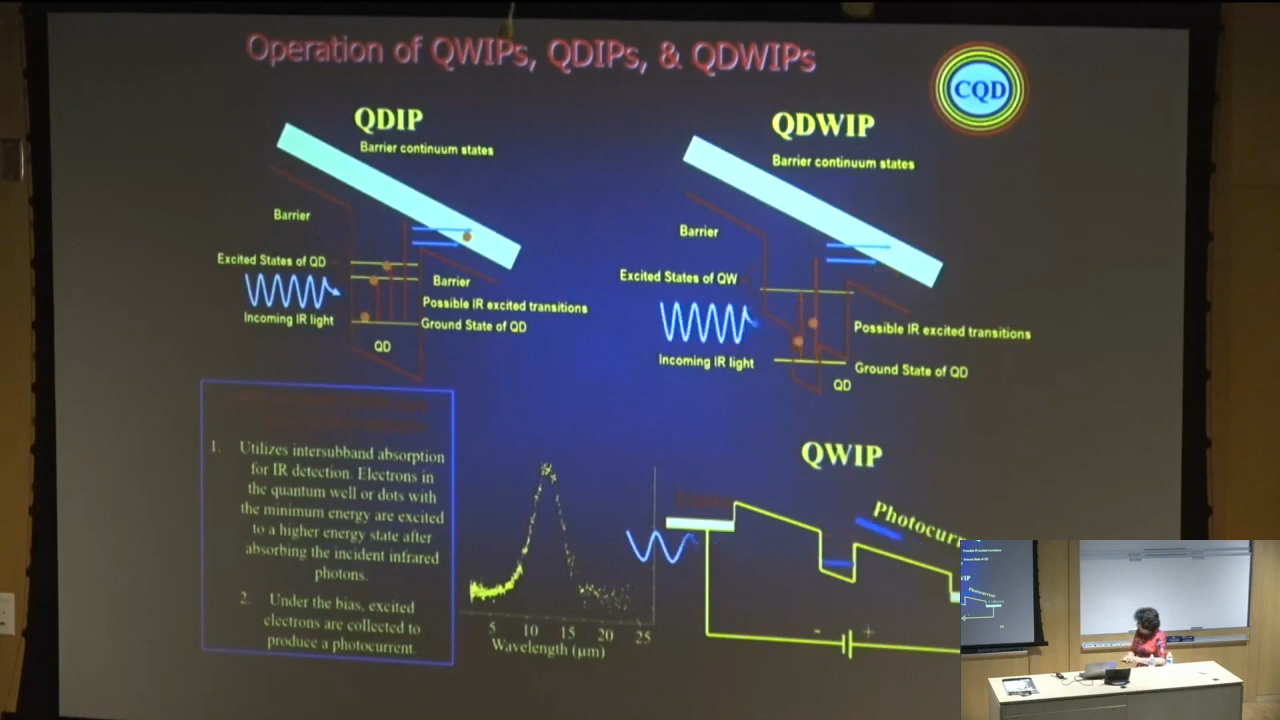 Operation of QWIPs, QDIPs, & QDWIPs
CQD
QDIP
Barrier continuum states
Barrier
Excited States of QD
Barrier
Incoming IR light
Possible IR excited transitions
Ground State of QD
QD
QDWIP
Barrier continuum states
Barrier
Excited States of QW
Possible IR excited transitions
Incoming IR light
Ground State of QD
QD
1. Utilizes intersubband absorption
for IR detection. Electrons in
the quantum well or dots with
the minimum energy are excited
to a higher energy state after
absorbing the incident infrared
photons.
2. Under the bias, excited
electrons are collected to
produce a photocurrent.
5 10 15 20 25
Wavelength (μm)
QWIP
Photocurr
- +